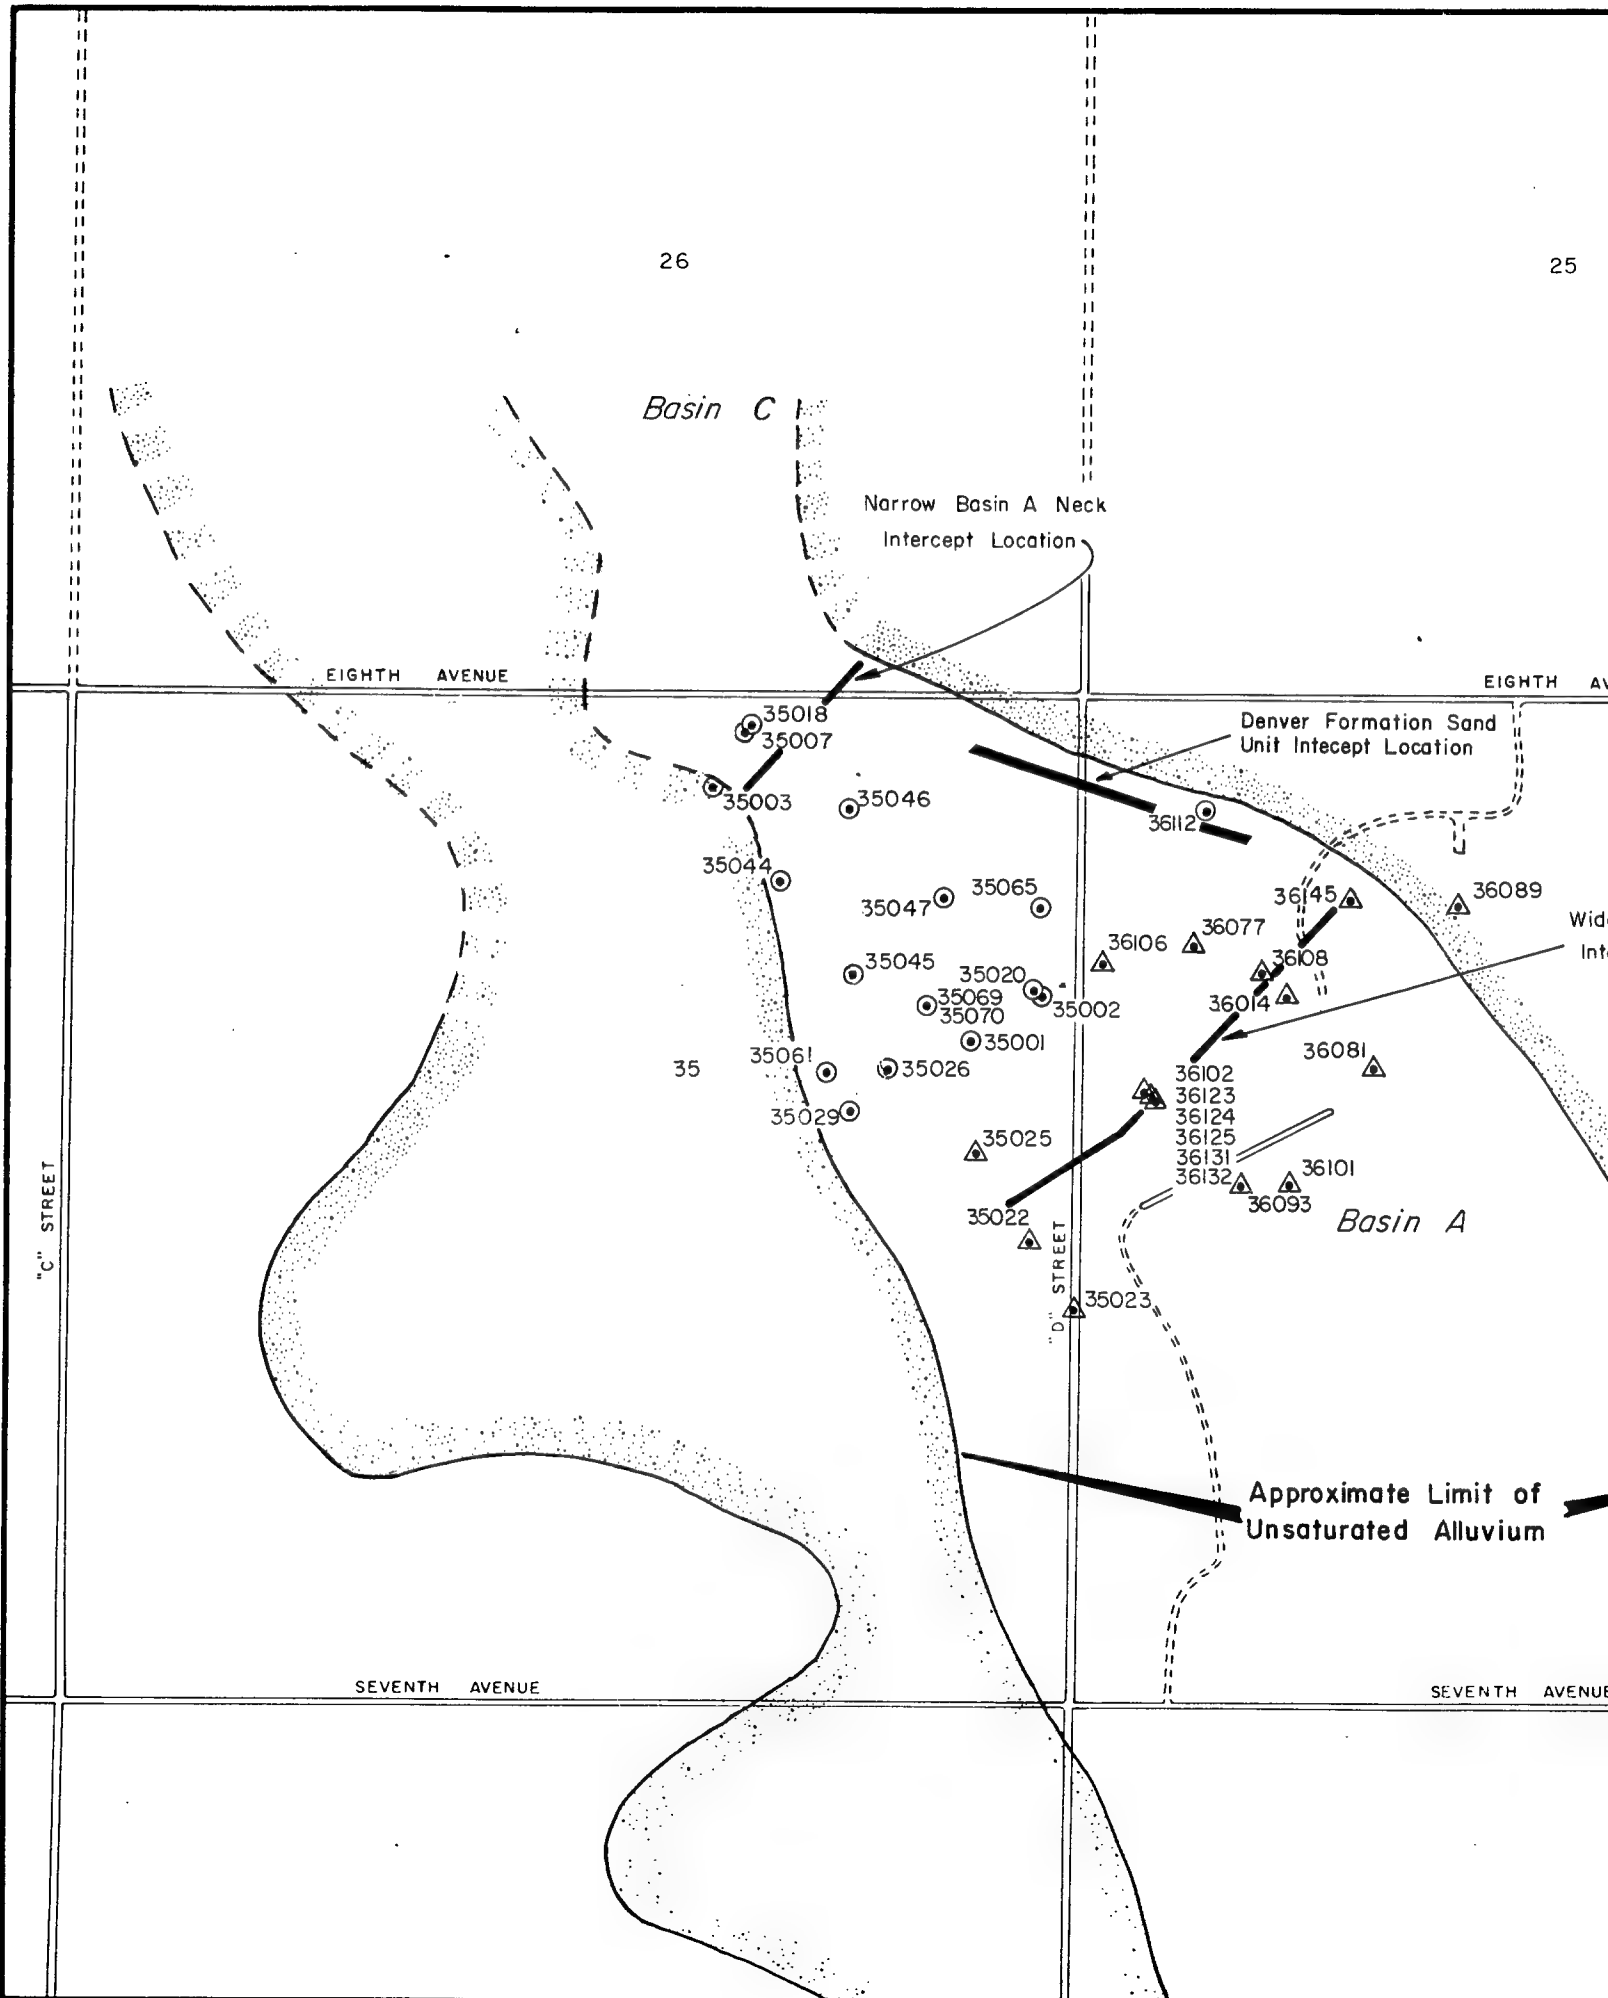 26
25
Basin C
Narrow Basin A Neck
Intercept Location
EIGHTH AVENUE
EIGHTH AV
35018
35007
Denver Formation Sand
Unit Intecept Location
35003
35046
36112
35044
35065
35047
36145
36089
Wide
Inte
36077
36106
36108
35045
35020
35069
35070
35002
36014
35001
35061
35
35026
36081
35029
36102
36123
36124
36125
36131
36132
35025
36101
36093
35022
Basin A
"C" STREET
"D" STREET
35023
Approximate Limit of
Unsaturated Alluvium
SEVENTH AVENUE
SEVENTH AVENUE